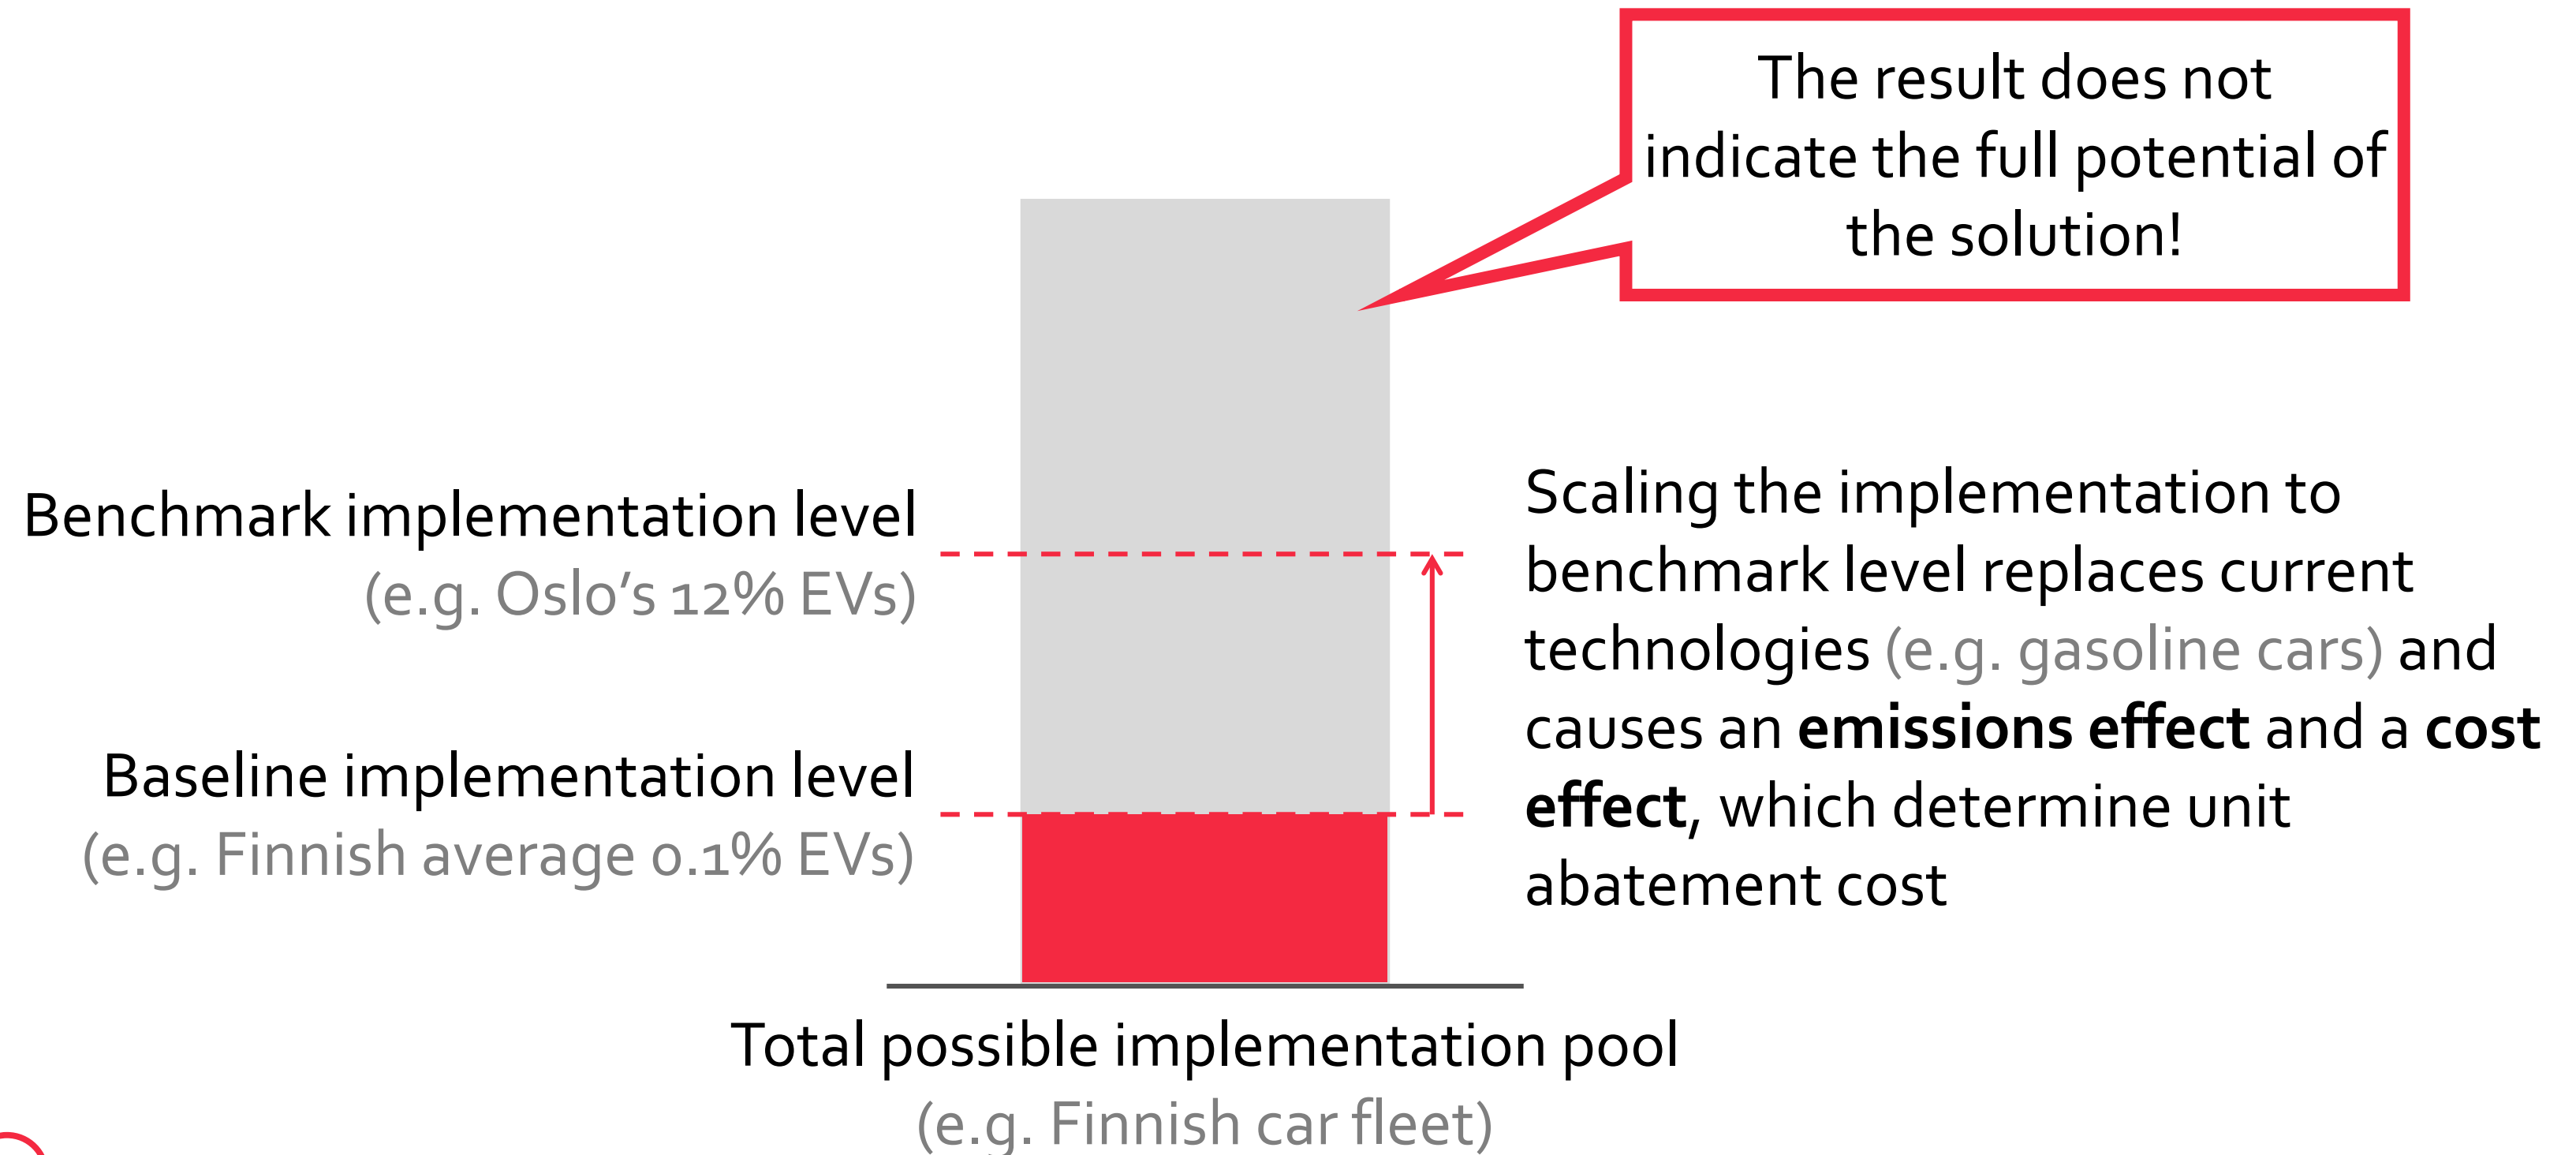 The result does not
indicate the full potential of
the solution!
Benchmark implementation level
(e.g. Oslo's 12% EVs)
Baseline implementation level
(e.g. Finnish average 0.1% EVs)
Scaling the implementation to
benchmark level replaces current
technologies (e.g. gasoline cars) and
causes an emissions effect and a cost
effect, which determine unit
abatement cost
Total possible implementation pool
(e.g. Finnish car fleet)